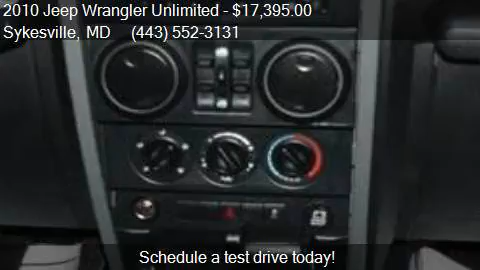 2010 Jeep Wrangler Unlimited - $17,395.00
Sykesville, MD (443) 552-3131
Schedule a test drive today!